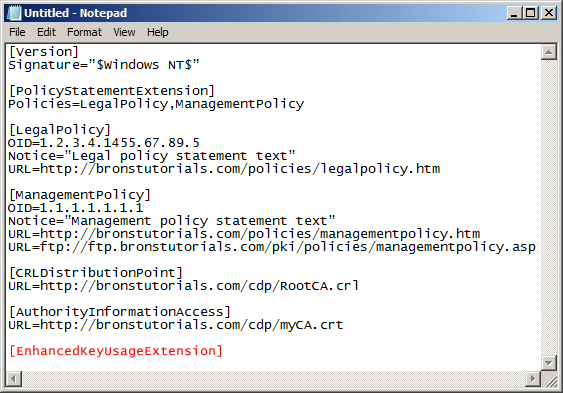 Untitled - Notepad
File Edit Format View Help
[Version]
Signature="$Windows NT$"
[PolicyStatementExtension]
Policies=LegalPolicy,ManagementPolicy
[LegalPolicy]
OID=1.2.3.4.1455.67.89.5
Notice="Legal policy statement text"
URL=http://bronstutorials.com/policies/legalpolicy.htm
[ManagementPolicy]
OID=1.1.1.1.1.1.1
Notice="Management policy statement text"
URL=http://bronstutorials.com/policies/managementpolicy.htm
URL=ftp://ftp.bronstutorials.com/pki/policies/managementpolicy.asp
[CRLDistributionPoint]
URL=http://bronstutorials.com/cdp/RootCA.crl
[AuthorityInformationAccess]
URL=http://bronstutorials.com/cdp/myCA.crt
[EnhancedKeyUsageExtension]